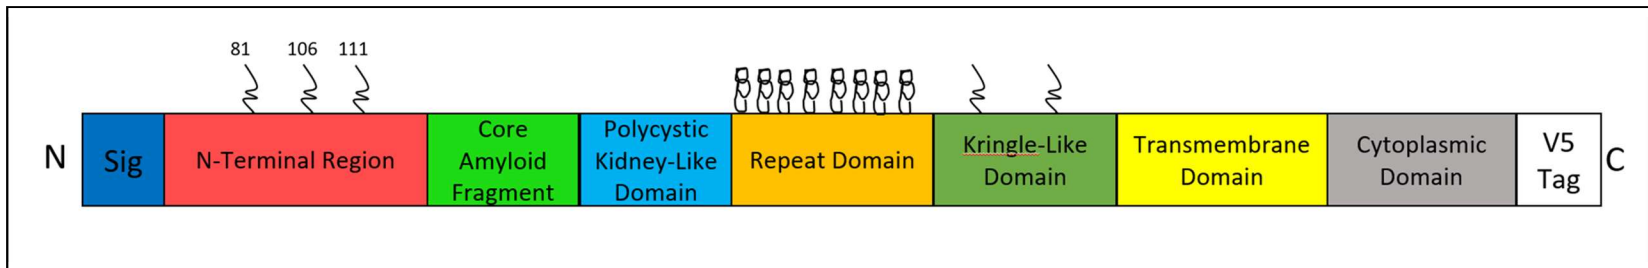 81 106 111
N
Sig
N-Terminal Region
Core
Amyloid
Fragment
Polycystic
Kidney-Like
Domain
Repeat Domain
Kringle-Like
Domain
Transmembrane
Domain
Cytoplasmic
Domain
V5
Tag
C